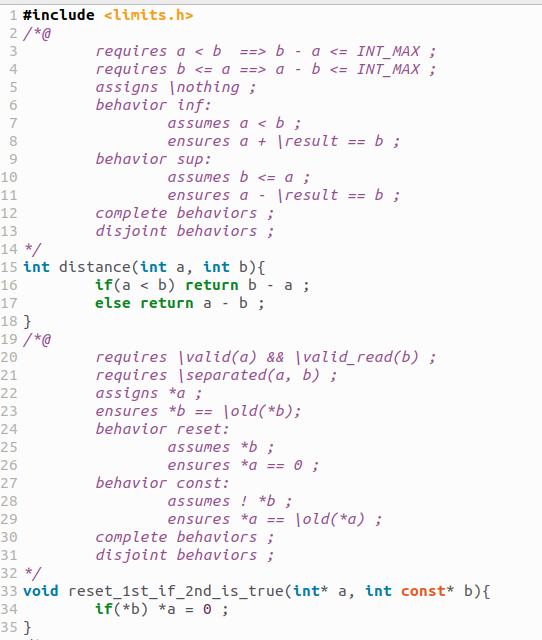 1 #include <limits.h>
2 /*@
3 requires a < b  ==> b - a <= INT_MAX ;
4 requires b <= a ==> a - b <= INT_MAX ;
5 assigns \nothing ;
6 behavior inf:
7 assumes a < b ;
8 ensures a + \result == b ;
9 behavior sup:
10 assumes b <= a ;
11 ensures a - \result == b ;
12 complete behaviors ;
13 disjoint behaviors ;
14 */
15 int distance(int a, int b){
16 if(a < b) return b - a ;
17 else return a - b ;
18 }
19 /*@
20 requires \valid(a) && \valid_read(b) ;
21 requires \separated(a, b) ;
22 assigns *a ;
23 ensures *b == \old(*b);
24 behavior reset:
25 assumes *b ;
26 ensures *a == 0 ;
27 behavior const:
28 assumes ! *b ;
29 ensures *a == \old(*a) ;
30 complete behaviors ;
31 disjoint behaviors ;
32 */
33 void reset_1st_if_2nd_is_true(int* a, int const* b){
34 if(*b) *a = 0 ;
35 }